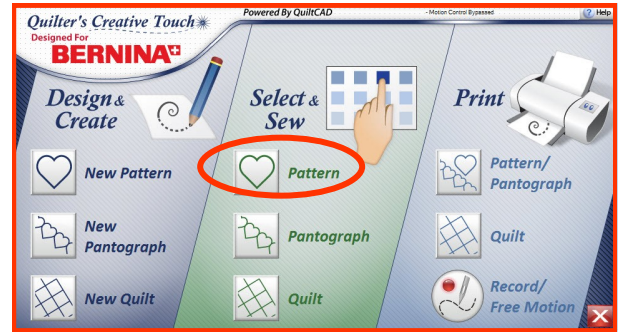 Quilter's Creative Touch
Powered By QuiltCAD
- Motion Control Bypassed
? Help
Designed For
BERNINA
Design &
Create
Select &
Sew
Print
New Pattern
Pattern
Pattern/
Pantograph
New
Pantograph
Pantograph
Quilt
New Quilt
Quilt
Record/
Free Motion